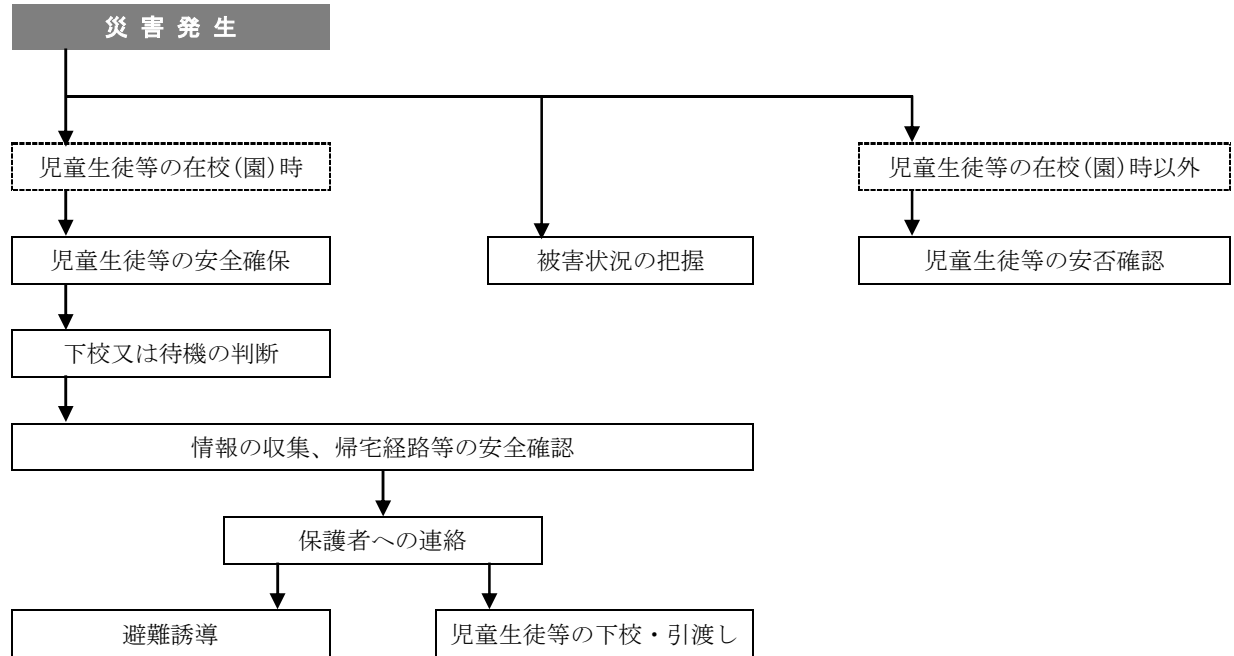 災 害 発 生
児童生徒等の在校(園)時
児童生徒等の在校(園)時以外
児童生徒等の安全確保
被害状況の把握
児童生徒等の安否確認
下校又は待機の判断
情報の収集、帰宅経路等の安全確認
保護者への連絡
避難誘導
児童生徒等の下校・引渡し